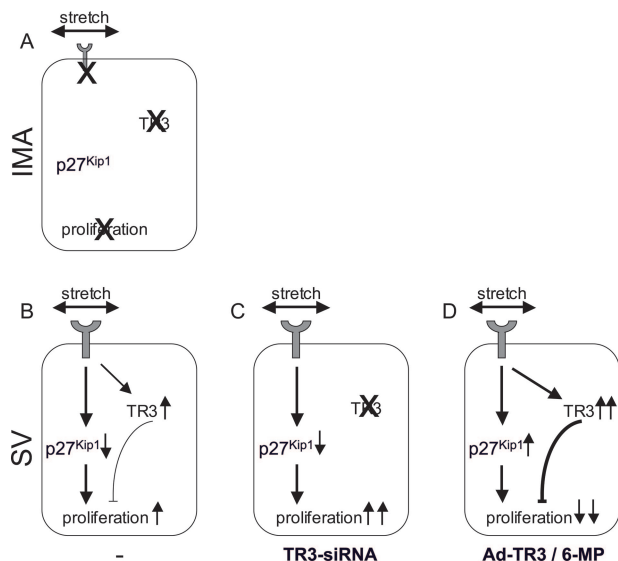 stretch
A
IMA
TR3
p27Kip1
proliferation
stretch
B
SV
TR3
p27Kip1
proliferation
–
stretch
C
TR3
p27Kip1
proliferation
TR3-siRNA
stretch
D
TR3
p27Kip1
proliferation
Ad-TR3 / 6-MP